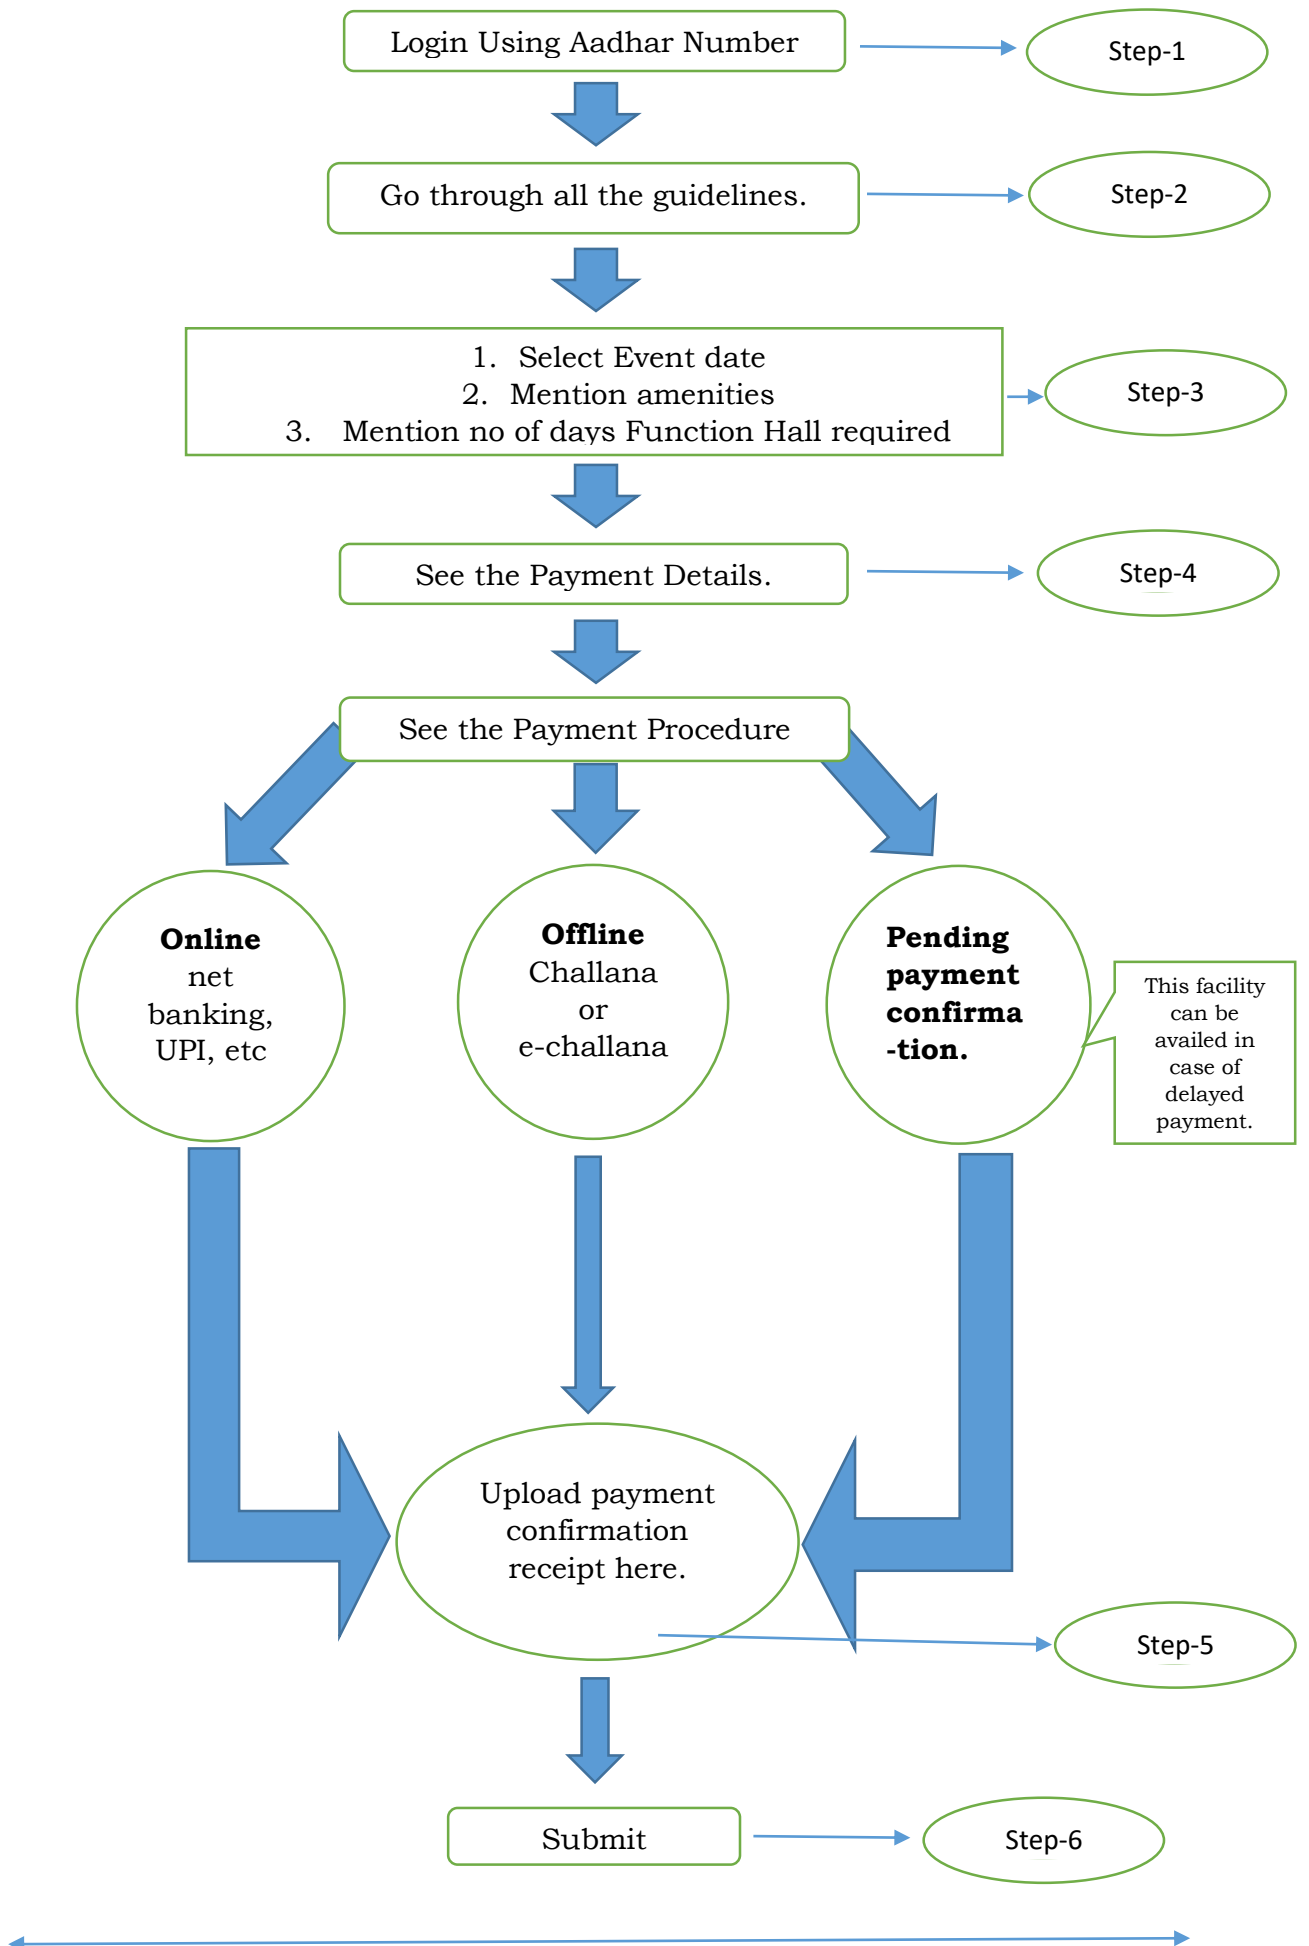 Login Using Aadhar Number
Step-1
Go through all the guidelines.
Step-2
1. Select Event date
2. Mention amenities
3. Mention no of days Function Hall required
Step-3
See the Payment Details.
Step-4
See the Payment Procedure
Online
net
banking,
UPI, etc
Offline
Challana
or
e-challana
Pending
payment
confirma
-tion.
This facility
can be
availed in
case of
delayed
payment.
Upload payment
confirmation
receipt here.
Step-5
Submit
Step-6